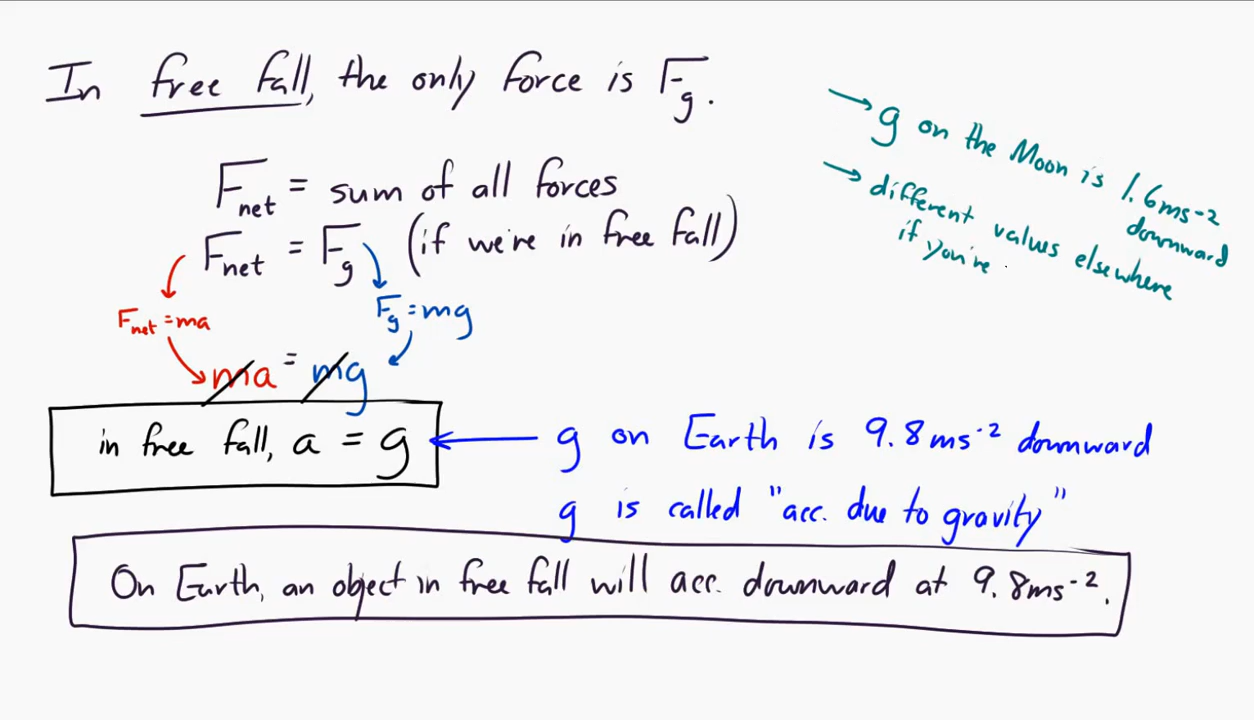 In free fall, the only force is Fg.
Fnet = sum of all forces
Fnet = Fg (if we're in free fall)
Fnet = ma
Fg = mg
ma = mg
in free fall, a = g
→ g on the Moon is 1.6ms⁻²
downward
→ different values elsewhere
if you're
g on Earth is 9.8ms⁻² downward
g is called "acc. due to gravity"
On Earth, an object in free fall will acc. downward at 9.8ms⁻².